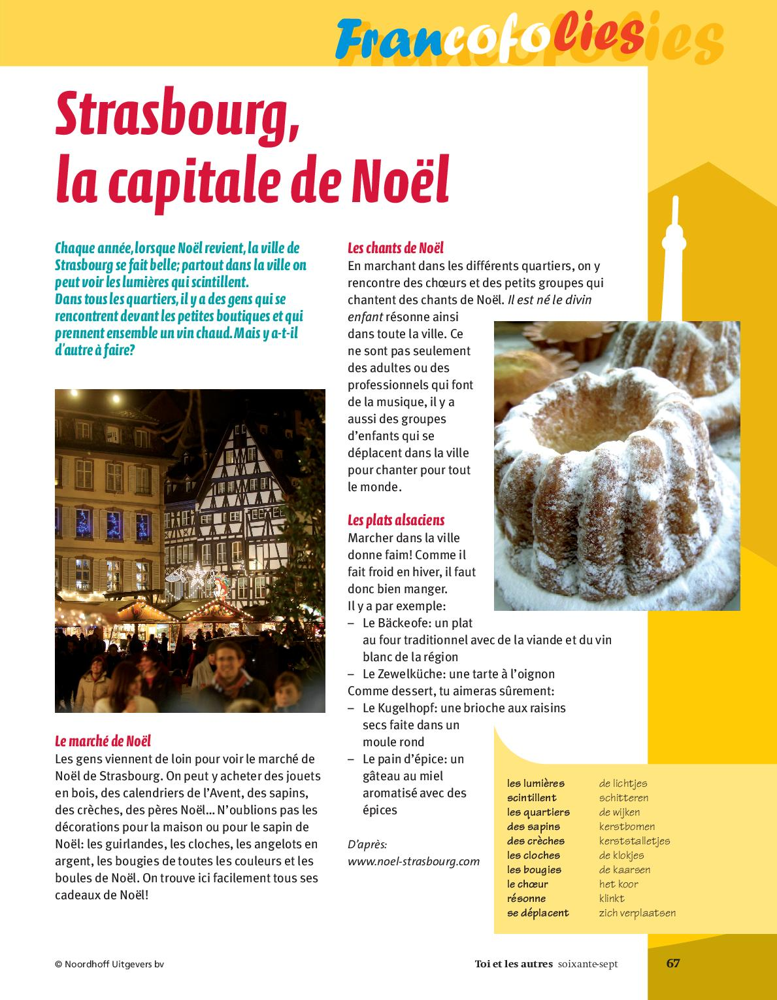 Francofolies
Strasbourg,
la capitale de Noël
Chaque année, lorsque Noël revient, la ville de
Strasbourg se fait belle; partout dans la ville on
peut voir les lumières qui scintillent.
Dans tous les quartiers, il y a des gens qui se
rencontrent devant les petites boutiques et qui
prennent ensemble un vin chaud. Mais y a-t-il
d'autre à faire?
Le marché de Noël
Les gens viennent de loin pour voir le marché de
Noël de Strasbourg. On peut y acheter des jouets
en bois, des calendriers de l'Avent, des sapins,
des crèches, des pères Noël... N'oublions pas les
décorations pour la maison ou pour le sapin de
Noël: les guirlandes, les cloches, les angelots en
argent, les bougies de toutes les couleurs et les
boules de Noël. On trouve ici facilement tous ses
cadeaux de Noël!
Les chants de Noël
En marchant dans les différents quartiers, on y
rencontre des chœurs et des petits groupes qui
chantent des chants de Noël. Il est né le divin
enfant résonne ainsi
dans toute la ville. Ce
ne sont pas seulement
des adultes ou des
professionnels qui font
de la musique, il y a
aussi des groupes
d'enfants qui se
déplacent dans la ville
pour chanter pour tout
le monde.
Les plats alsaciens
Marcher dans la ville
donne faim! Comme il
fait froid en hiver, il faut
donc bien manger.
Il y a par exemple:
– Le Bäckeofe: un plat
au four traditionnel avec de la viande et du vin
blanc de la région
– Le Zewelküche: une tarte à l'oignon
Comme dessert, tu aimeras sûrement:
– Le Kugelhopf: une brioche aux raisins
secs faite dans un
moule rond
– Le pain d'épice: un
gâteau au miel
aromatisé avec des
épices
D'après:
www.noel-strasbourg.com
les lumières de lichtjes
scintillent schitteren
les quartiers de wijken
des sapins kerstbomen
des crèches kerststalletjes
les cloches de klokjes
les bougies de kaarsen
le chœur het koor
résonne klinkt
se déplacent zich verplaatsen
© Noordhoff Uitgevers bv
Toi et les autres soixante-sept 67